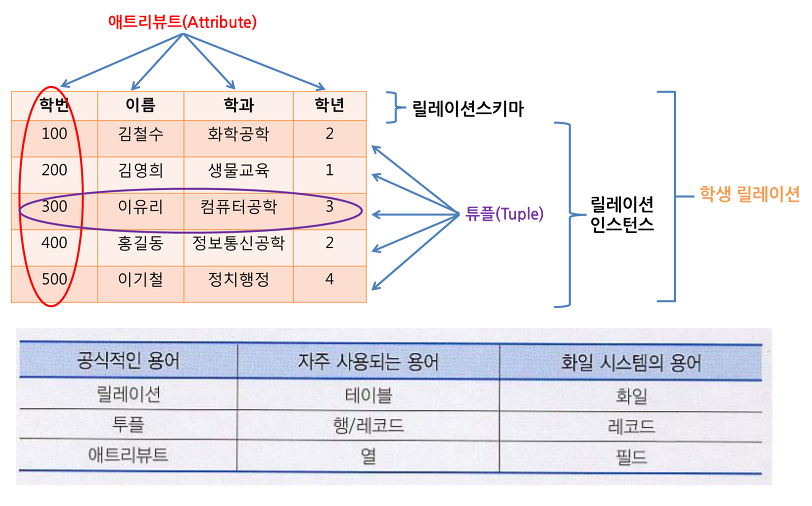 애트리뷰트(Attribute)
학번 이름 학과 학년
100 김철수 화학공학 2
200 김영희 생물교육 1
300 이유리 컴퓨터공학 3
400 홍길동 정보통신공학 2
500 이기철 정치행정 4
릴레이션스키마
튜플(Tuple)
릴레이션
인스턴스
학생 릴레이션
공식적인 용어 자주 사용되는 용어 화일 시스템의 용어
릴레이션 테이블 화일
투플 행/레코드 레코드
애트리뷰트 열 필드